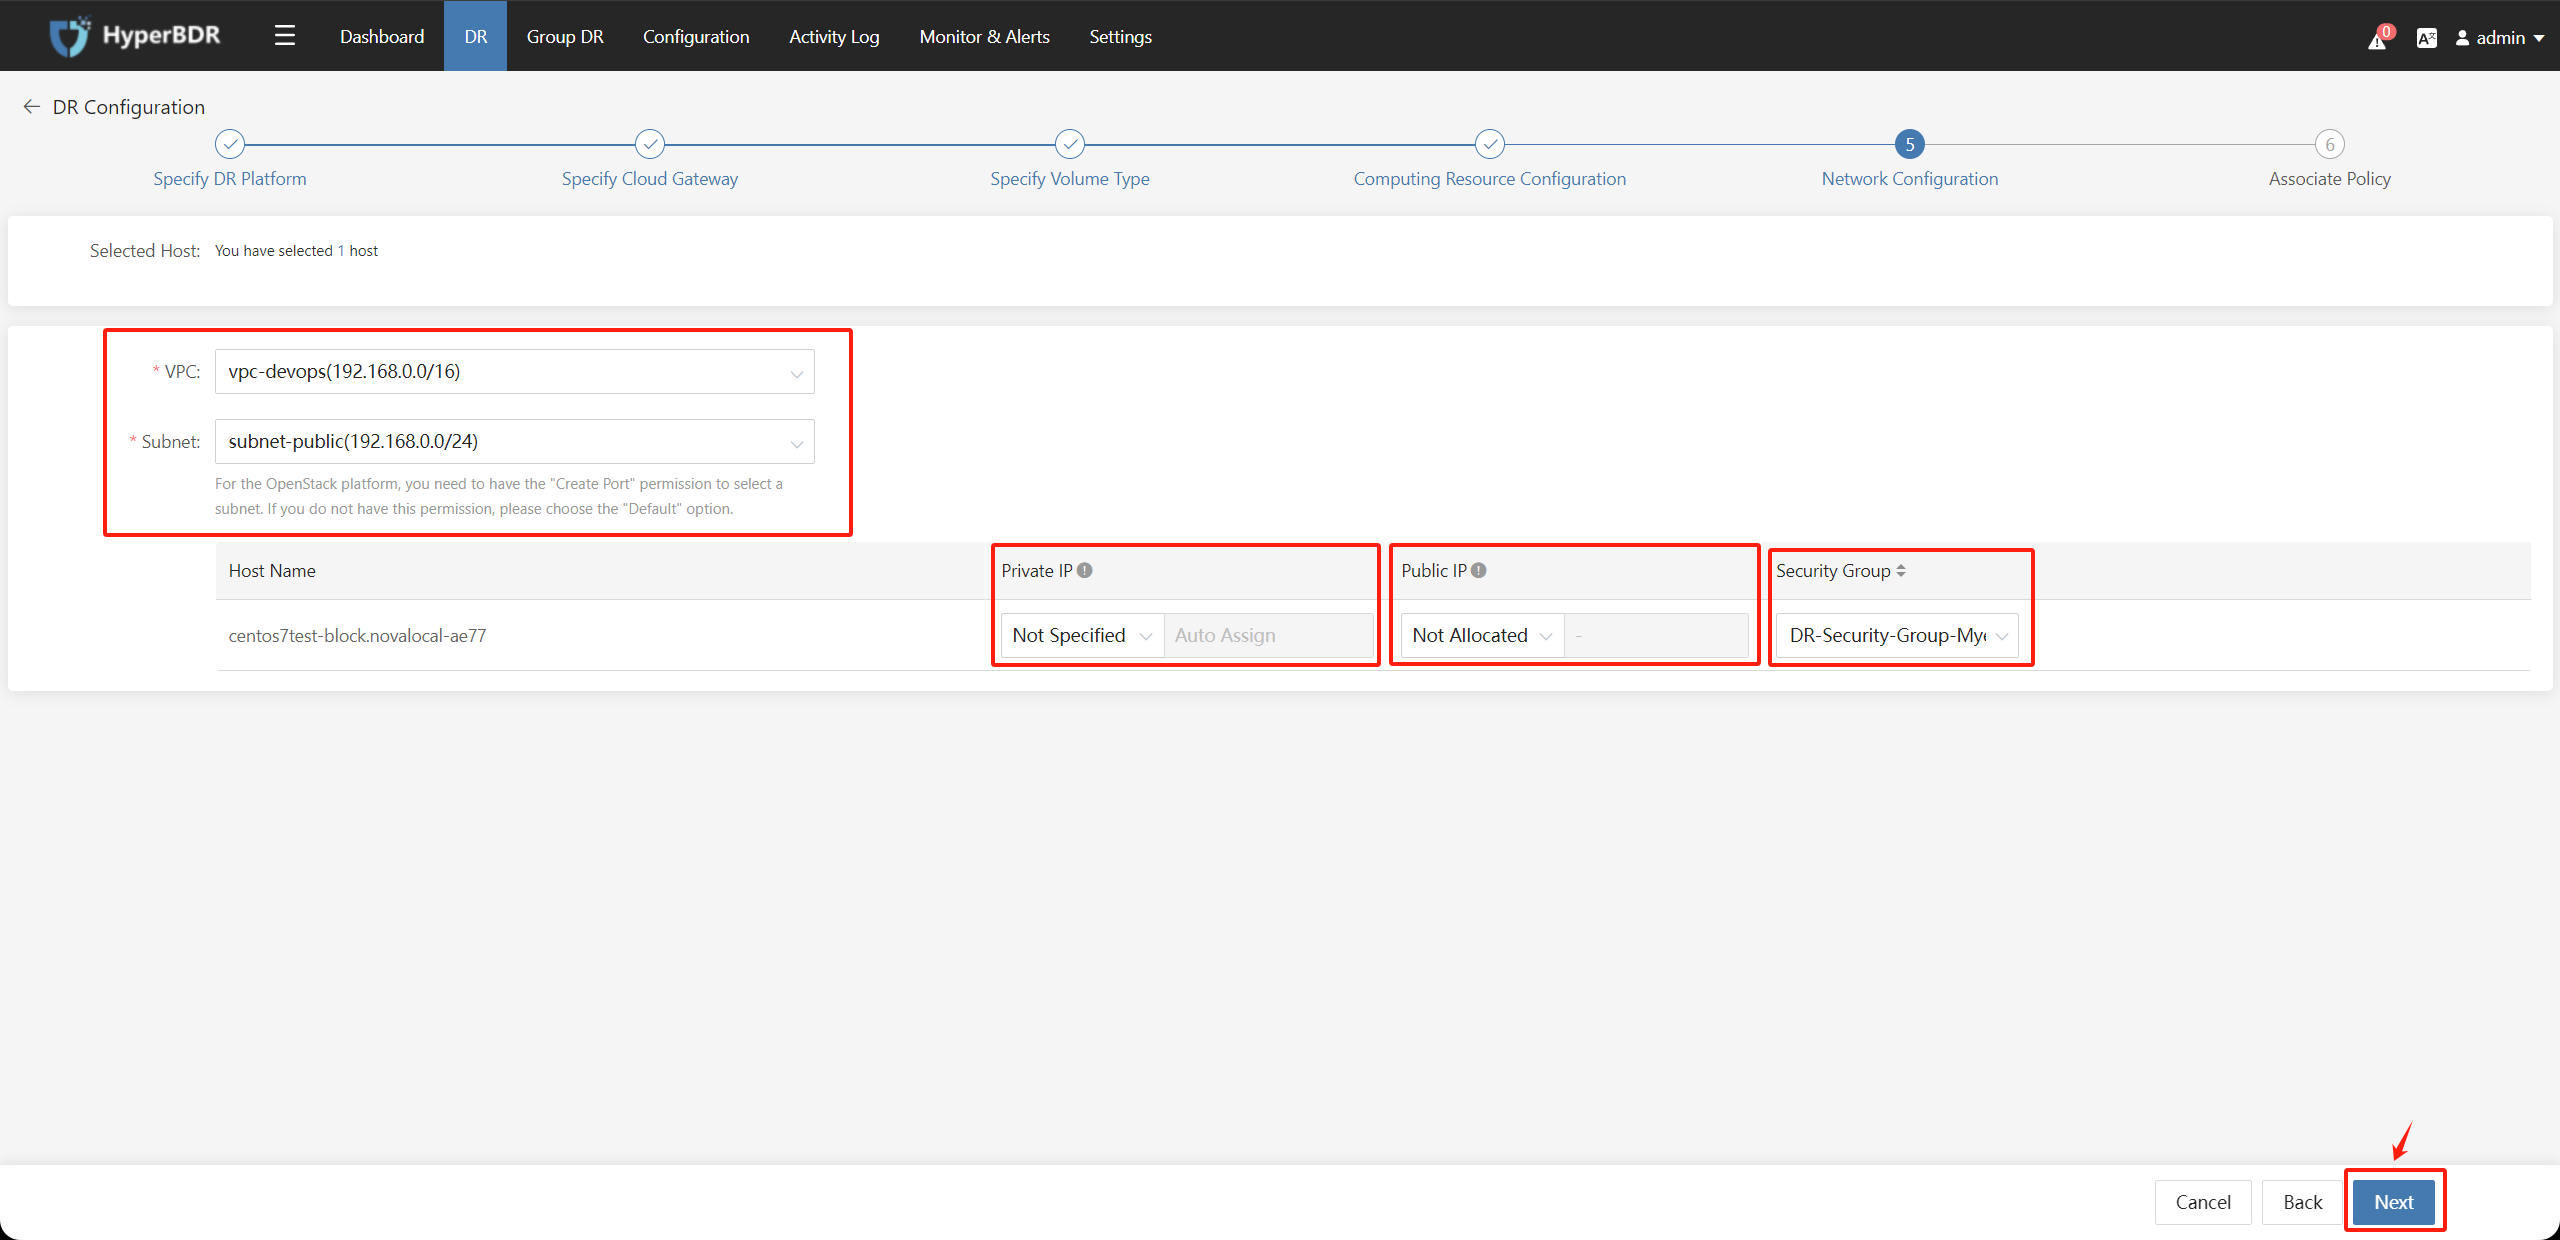 HyperBDR
Dashboard
DR
Group DR
Configuration
Activity Log
Monitor & Alerts
Settings
0
admin
DR Configuration
5
6
Specify DR Platform
Specify Cloud Gateway
Specify Volume Type
Computing Resource Configuration
Network Configuration
Associate Policy
Selected Host: You have selected 1 host
* VPC: vpc-devops(192.168.0.0/16)
* Subnet: subnet-public(192.168.0.0/24)
For the OpenStack platform, you need to have the "Create Port" permission to select a
subnet. If you do not have this permission, please choose the "Default" option.
Host Name
Private IP
Public IP
Security Group
centos7test-block.novalocal-ae77
Not Specified
Auto Assign
Not Allocated
-
DR-Security-Group-Mye
Cancel
Back
Next